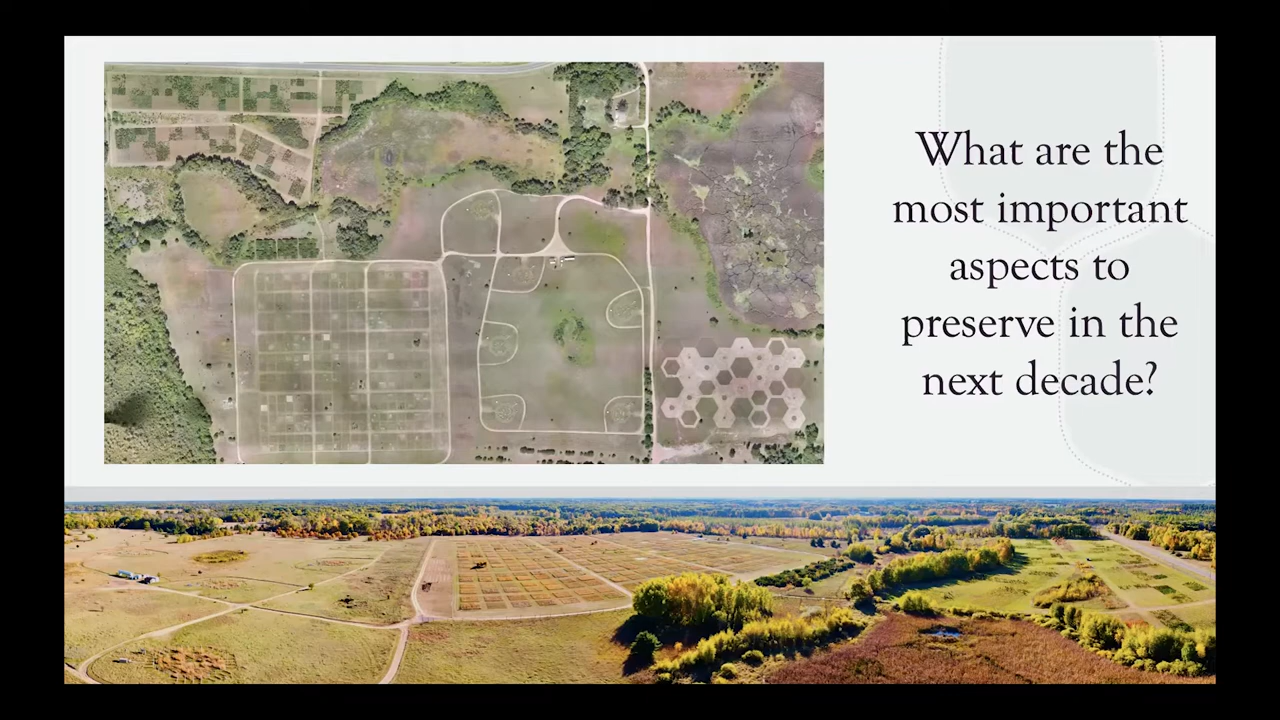 What are the
most important
aspects to
preserve in the
next decade?